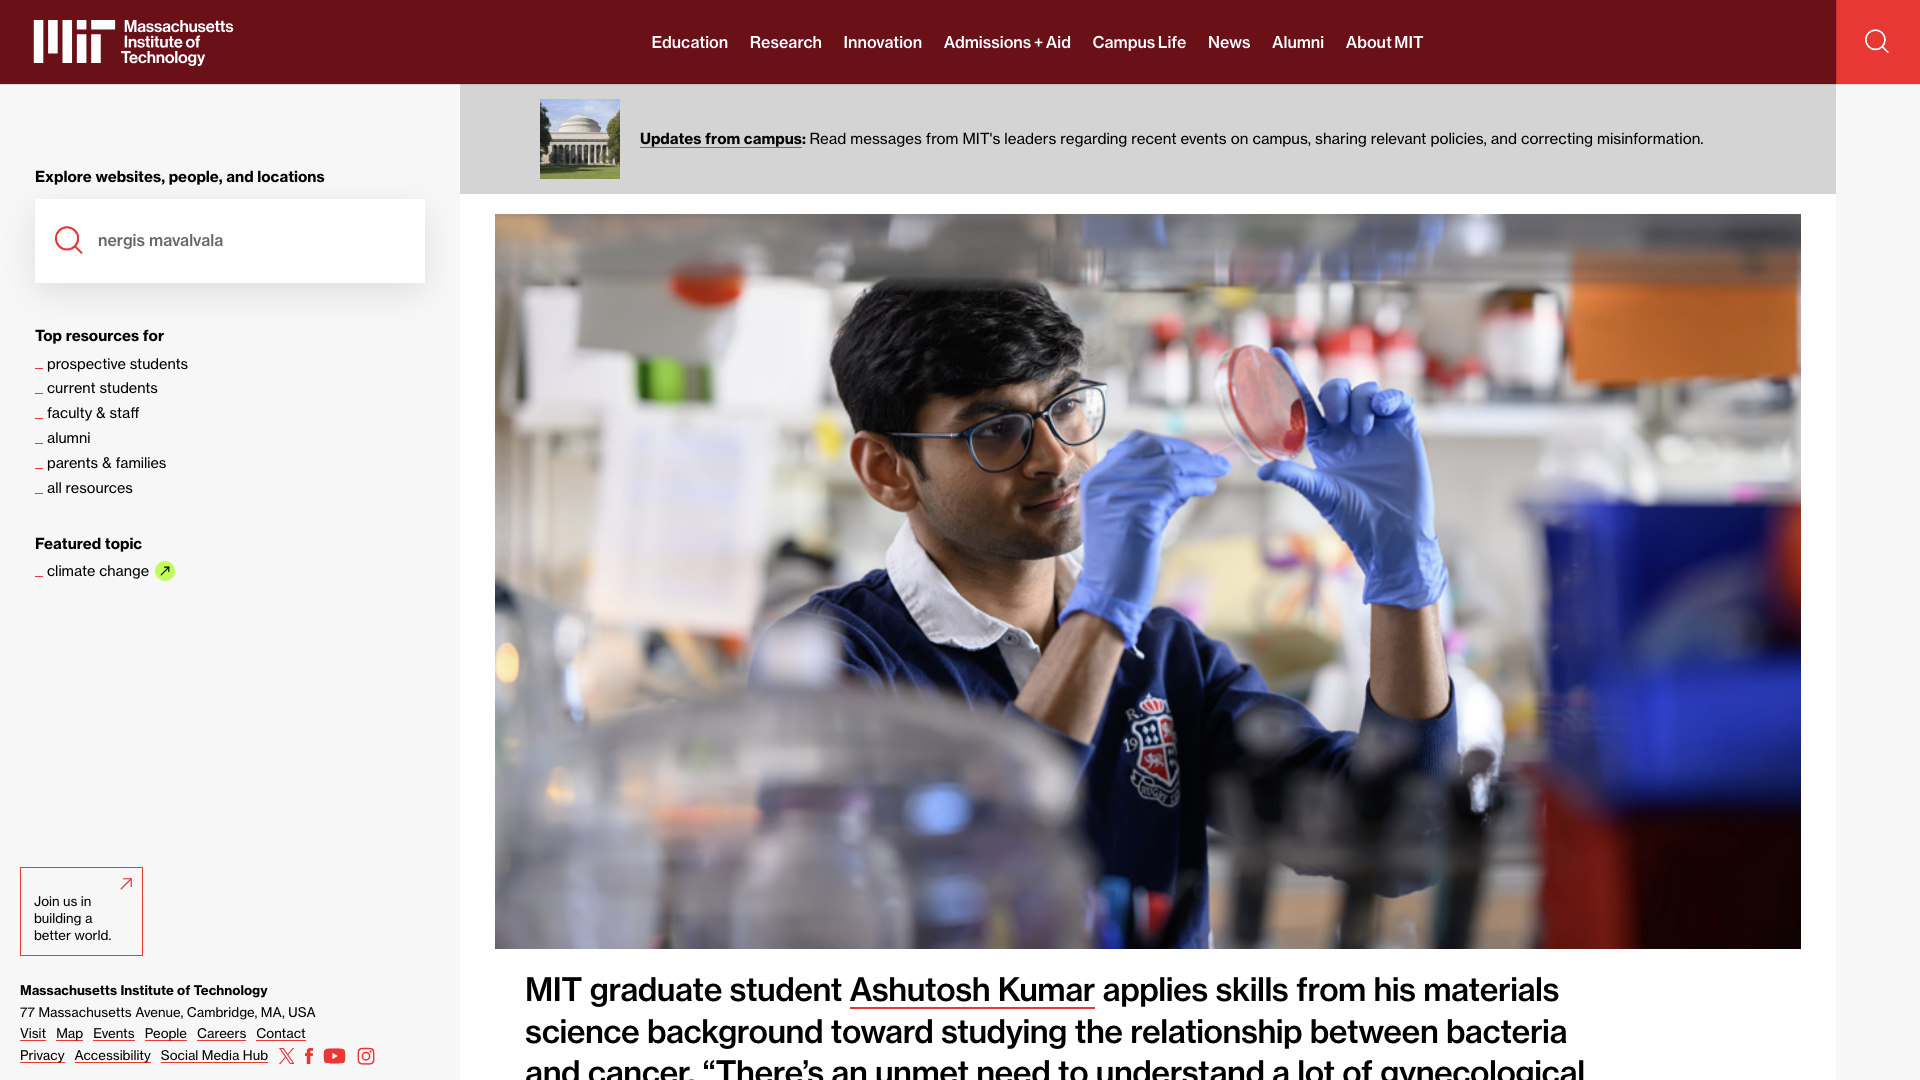 Massachusetts
Institute of
Technology
Education Research Innovation Admissions + Aid Campus Life News Alumni About MIT
Updates from campus: Read messages from MIT's leaders regarding recent events on campus, sharing relevant policies, and correcting misinformation.
Explore websites, people, and locations
nergis mavalvala
Top resources for
_ prospective students
_ current students
_ faculty & staff
_ alumni
_ parents & families
_ all resources
Featured topic
_ climate change
Join us in
building a
better world.
Massachusetts Institute of Technology
77 Massachusetts Avenue, Cambridge, MA, USA
Visit Map Events People Careers Contact
Privacy Accessibility Social Media Hub
MIT graduate student Ashutosh Kumar applies skills from his materials
science background toward studying the relationship between bacteria
and cancer. “There’s an unmet need to understand a lot of gynecological